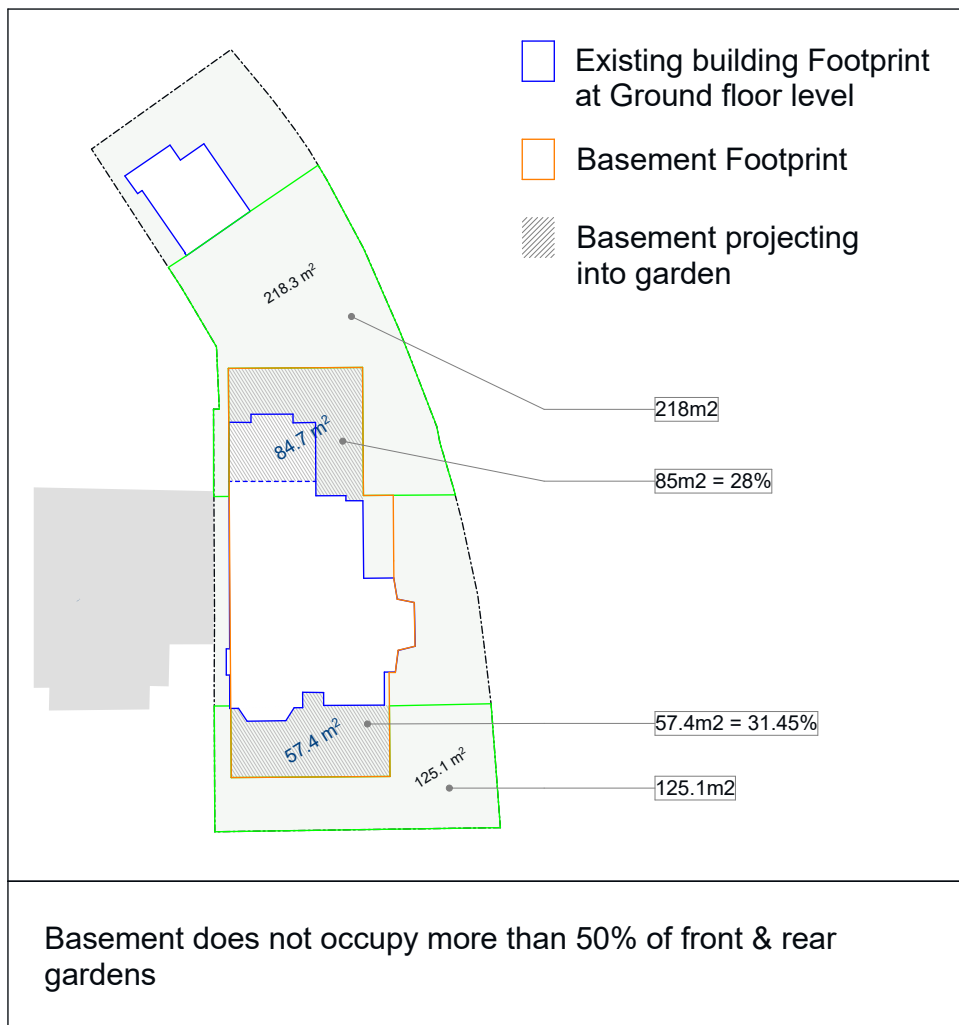 Existing building Footprint
at Ground floor level
Basement Footprint
Basement projecting
into garden
218.3 m²
218m2
84.7 m²
85m2 = 28%
57.4m2 = 31.45%
57.4 m²
125.1 m²
125.1m2
Basement does not occupy more than 50% of front & rear
gardens